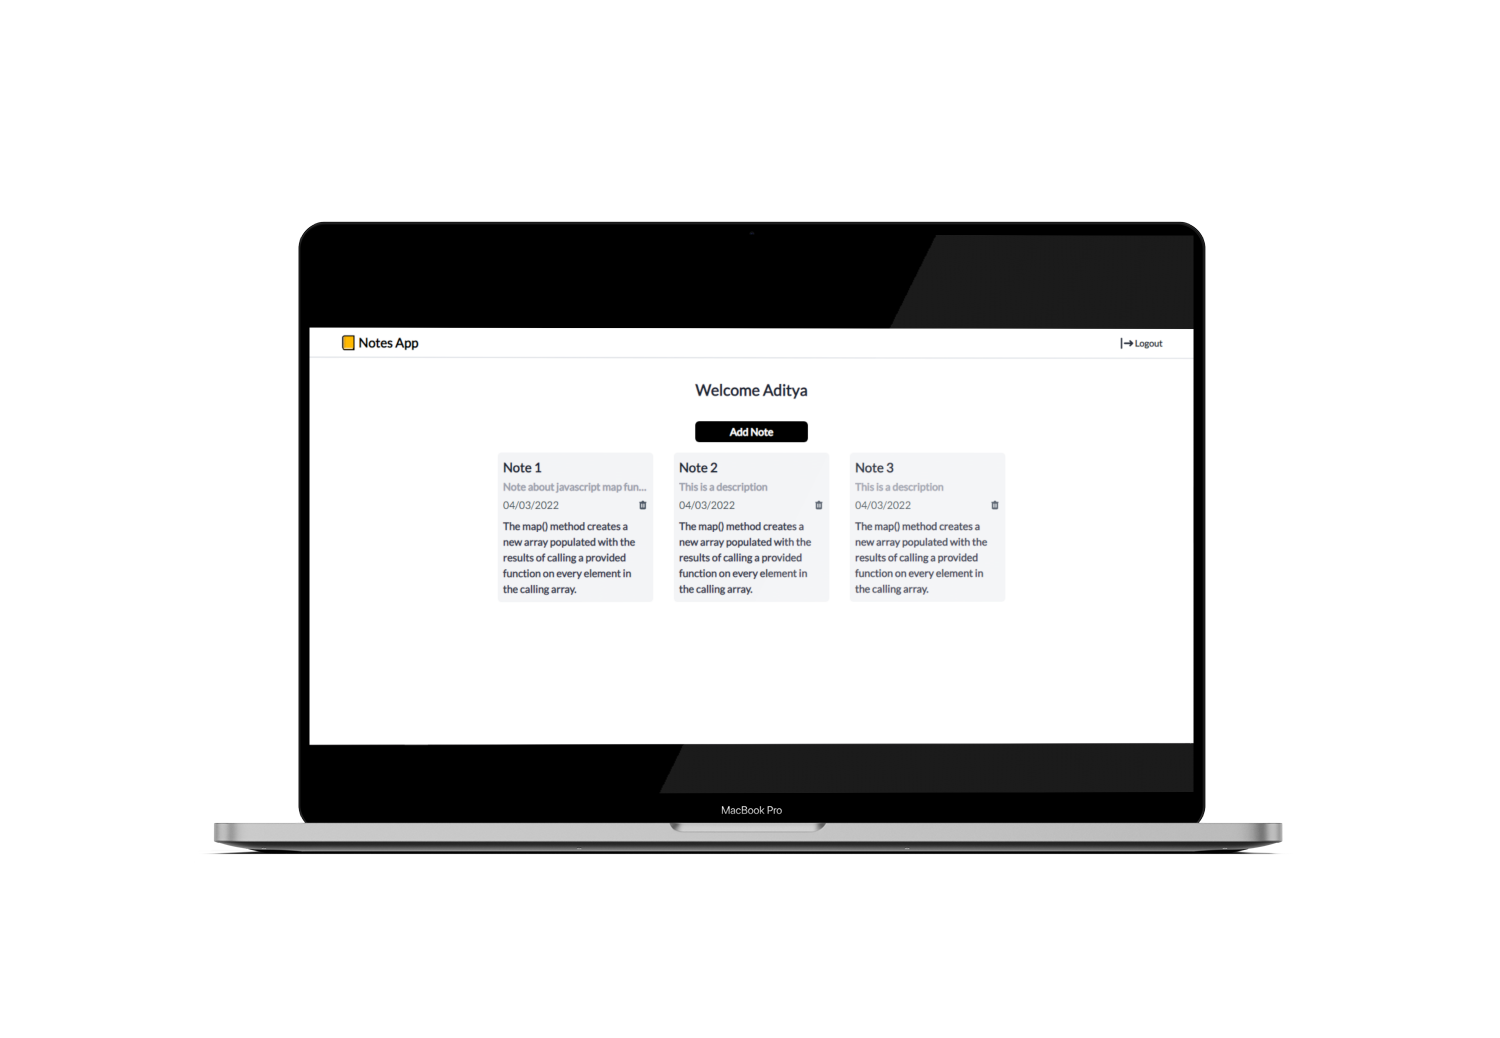 Notes App
Logout
Welcome Aditya
Add Note
Note 1
Note about javascript map fun...
04/03/2022
The map() method creates a
new array populated with the
results of calling a provided
function on every element in
the calling array.
Note 2
This is a description
04/03/2022
The map() method creates a
new array populated with the
results of calling a provided
function on every element in
the calling array.
Note 3
This is a description
04/03/2022
The map() method creates a
new array populated with the
results of calling a provided
function on every element in
the calling array.
MacBook Pro